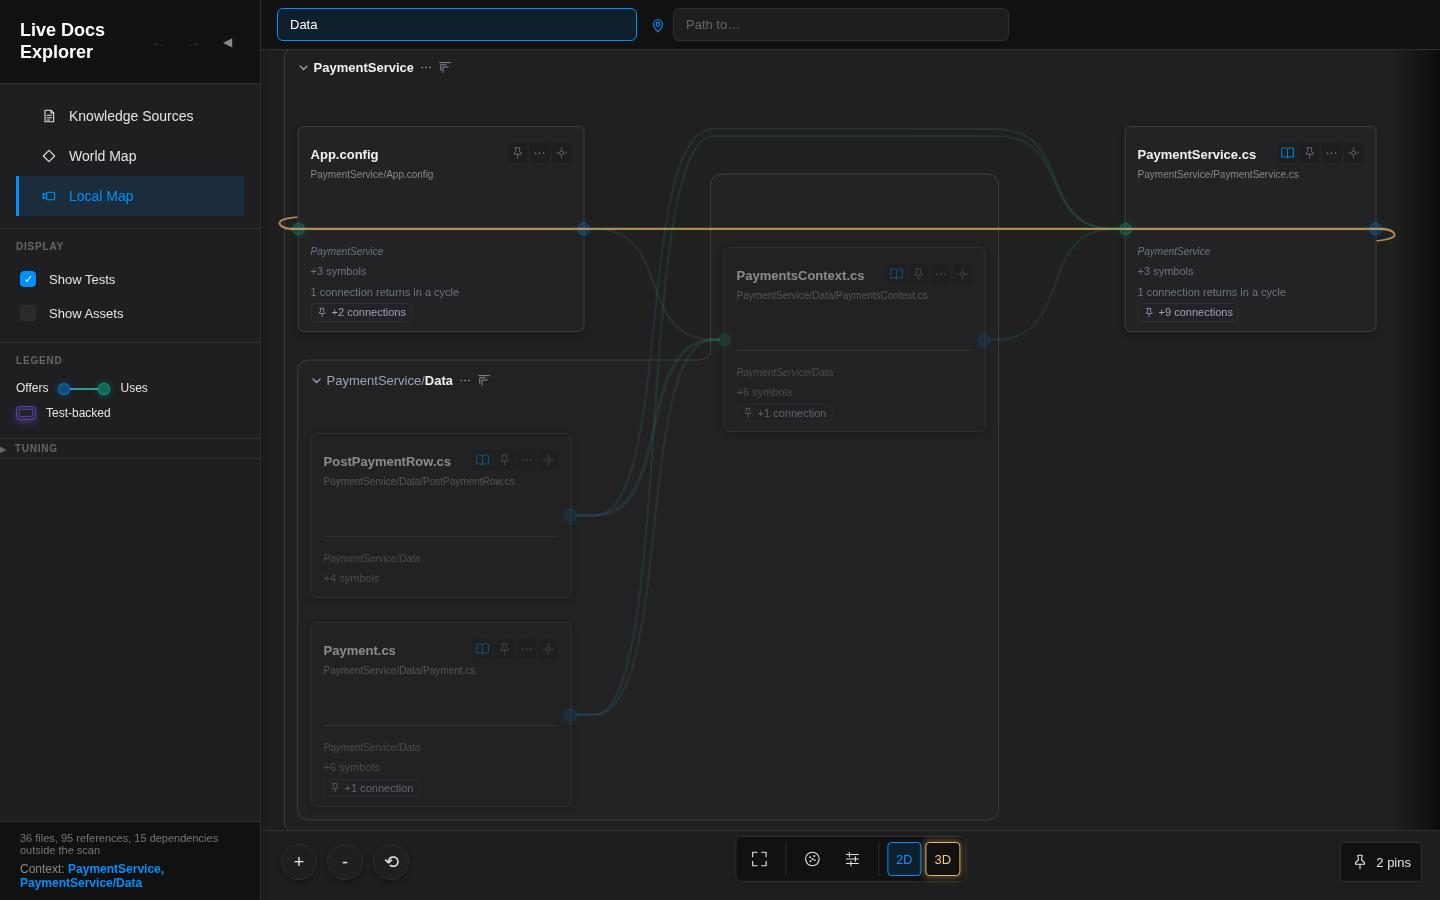 Live Docs
Explorer
Data
Path to…
Knowledge Sources
World Map
Local Map
DISPLAY
Show Tests
Show Assets
LEGEND
Offers
Uses
Test-backed
TUNING
36 files, 95 references, 15 dependencies
outside the scan
Context: PaymentService,
PaymentService/Data
PaymentService
App.config
PaymentService/App.config
PaymentService
+3 symbols
1 connection returns in a cycle
+2 connections
PaymentService.cs
PaymentService/PaymentService.cs
PaymentService
+3 symbols
1 connection returns in a cycle
+9 connections
PaymentsContext.cs
PaymentService/Data/PaymentsContext.cs
PaymentService/Data
+6 symbols
+1 connection
PaymentService/Data
PostPaymentRow.cs
PaymentService/Data/PostPaymentRow.cs
PaymentService/Data
+4 symbols
Payment.cs
PaymentService/Data/Payment.cs
PaymentService/Data
+6 symbols
+1 connection
+
-
2D
3D
2 pins